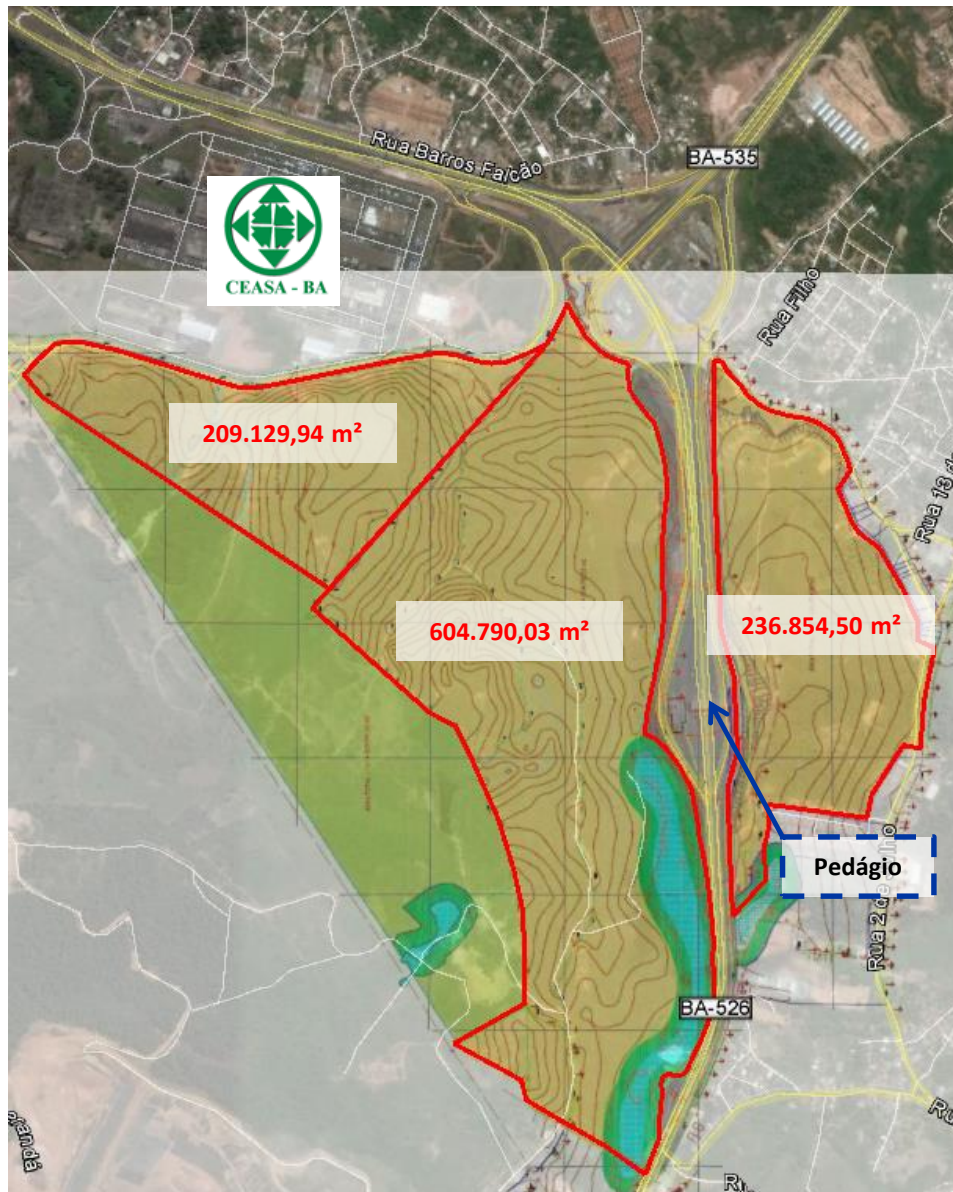 Rua Barros Falcão
BA-535
CEASA - BA
Rua Filho
209.129,94 m²
Rua 13 de
604.790,03 m²
236.854,50 m²
Pedágio
Rua 2 de
BA-526